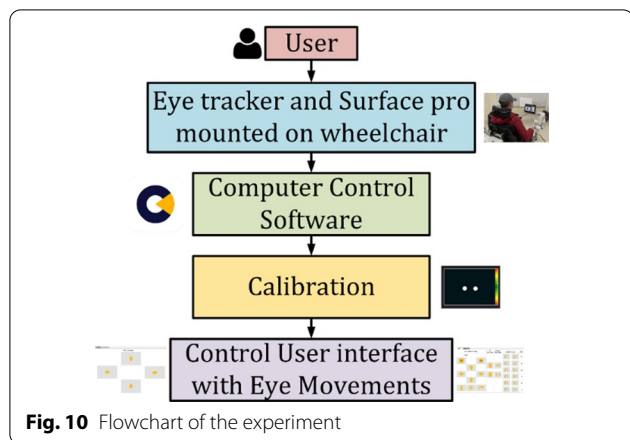 User
Eye tracker and Surface pro
mounted on wheelchair
Computer Control
Software
Calibration
Control User interface
with Eye Movements
Fig. 10 Flowchart of the experiment